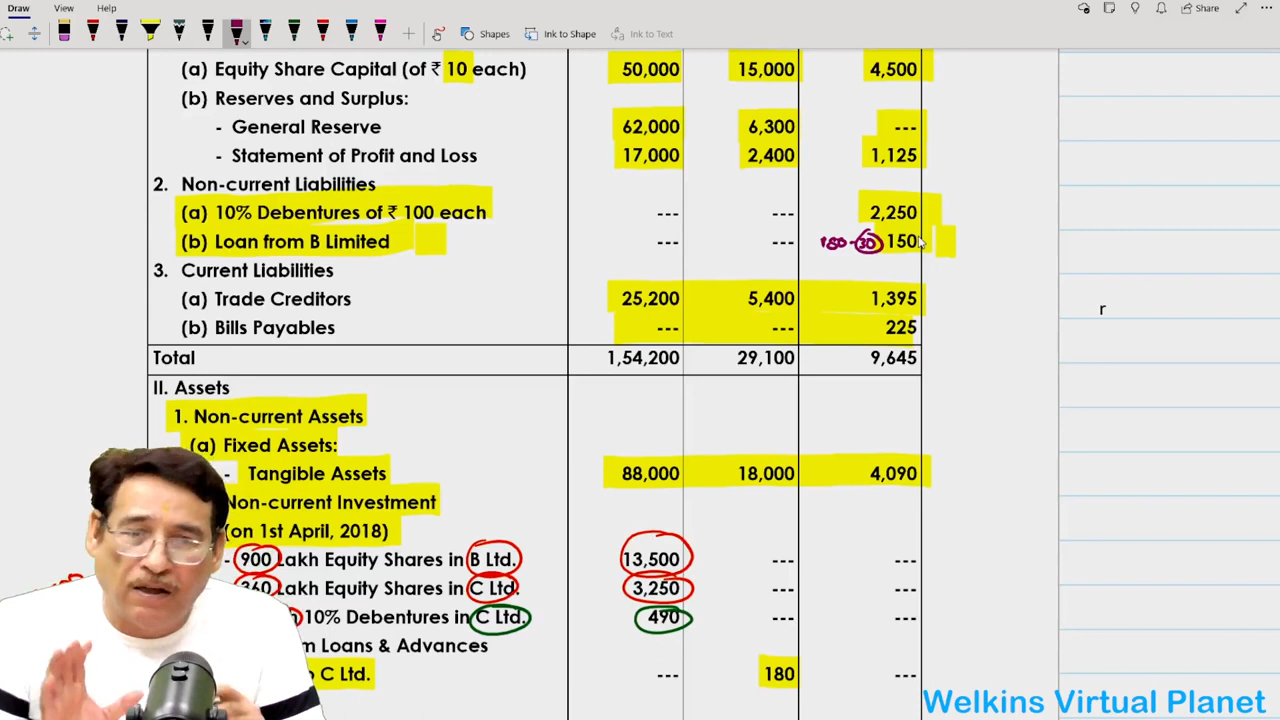 Draw View Help
Share
Shapes Ink to Shape Ink to Text
(a) Equity Share Capital (of ₹ 10 each) 50,000 15,000 4,500
(b) Reserves and Surplus:
- General Reserve 62,000 6,300 ---
- Statement of Profit and Loss 17,000 2,400 1,125
2. Non-current Liabilities
(a) 10% Debentures of ₹ 100 each --- --- 2,250
(b) Loan from B Limited --- --- 180-30 150
3. Current Liabilities
(a) Trade Creditors 25,200 5,400 1,395
(b) Bills Payables --- --- 225
r
Total 1,54,200 29,100 9,645
II. Assets
1. Non-current Assets
(a) Fixed Assets:
- Tangible Assets 88,000 18,000 4,090
Non-current Investment
(on 1st April, 2018)
- 900 Lakh Equity Shares in B Ltd. 13,500 --- ---
360 Lakh Equity Shares in C Ltd. 3,250 --- ---
10% Debentures in C Ltd. 490 --- ---
Loans & Advances
C Ltd. --- 180 ---
Welkins Virtual Planet